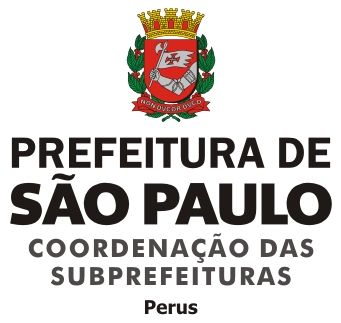 NON DVCOR DVCO
PREFEITURA DE
SÃO PAULO
COORDENAÇÃO DAS
SUBPREFEITURAS
Perus